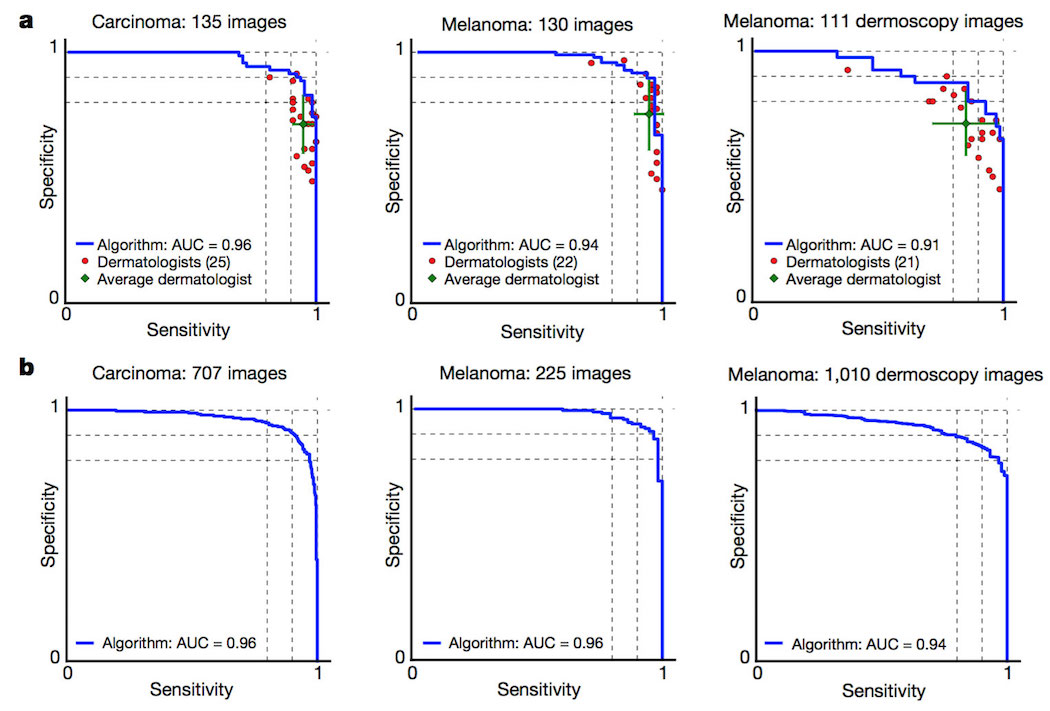 a
Carcinoma: 135 images
1
Specificity
Algorithm: AUC = 0.96
Dermatologists (25)
Average dermatologist
0
0
1
Sensitivity
Melanoma: 130 images
1
Specificity
Algorithm: AUC = 0.94
Dermatologists (22)
Average dermatologist
0
0
1
Sensitivity
Melanoma: 111 dermoscopy images
1
Specificity
Algorithm: AUC = 0.91
Dermatologists (21)
Average dermatologist
0
0
1
Sensitivity
b
Carcinoma: 707 images
1
Specificity
Algorithm: AUC = 0.96
0
0
1
Sensitivity
Melanoma: 225 images
1
Specificity
Algorithm: AUC = 0.96
0
0
1
Sensitivity
Melanoma: 1,010 dermoscopy images
1
Specificity
Algorithm: AUC = 0.94
0
0
1
Sensitivity